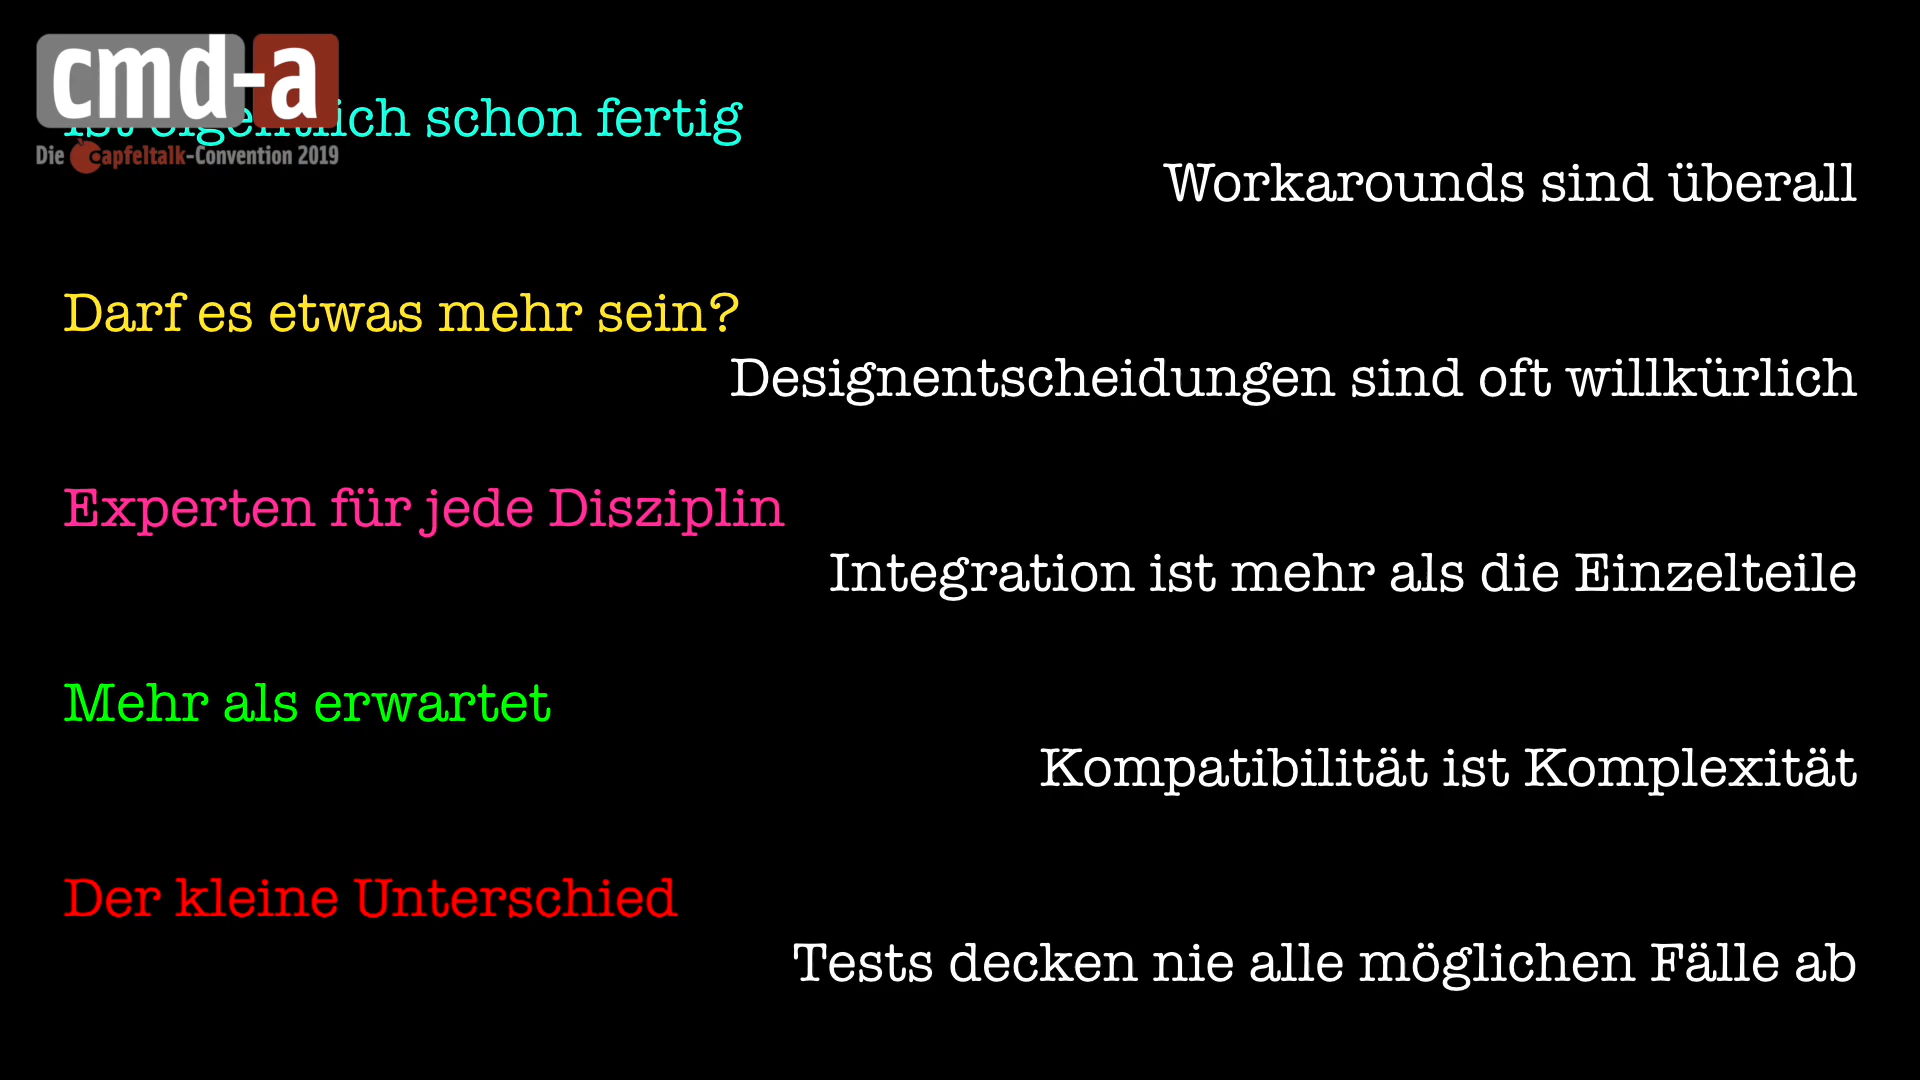 cmd-a
Die apfeltalk-Convention 2019
ist eigentlich schon fertig
Workarounds sind überall
Darf es etwas mehr sein?
Designentscheidungen sind oft willkürlich
Experten für jede Disziplin
Integration ist mehr als die Einzelteile
Mehr als erwartet
Kompatibilität ist Komplexität
Der kleine Unterschied
Tests decken nie alle möglichen Fälle ab